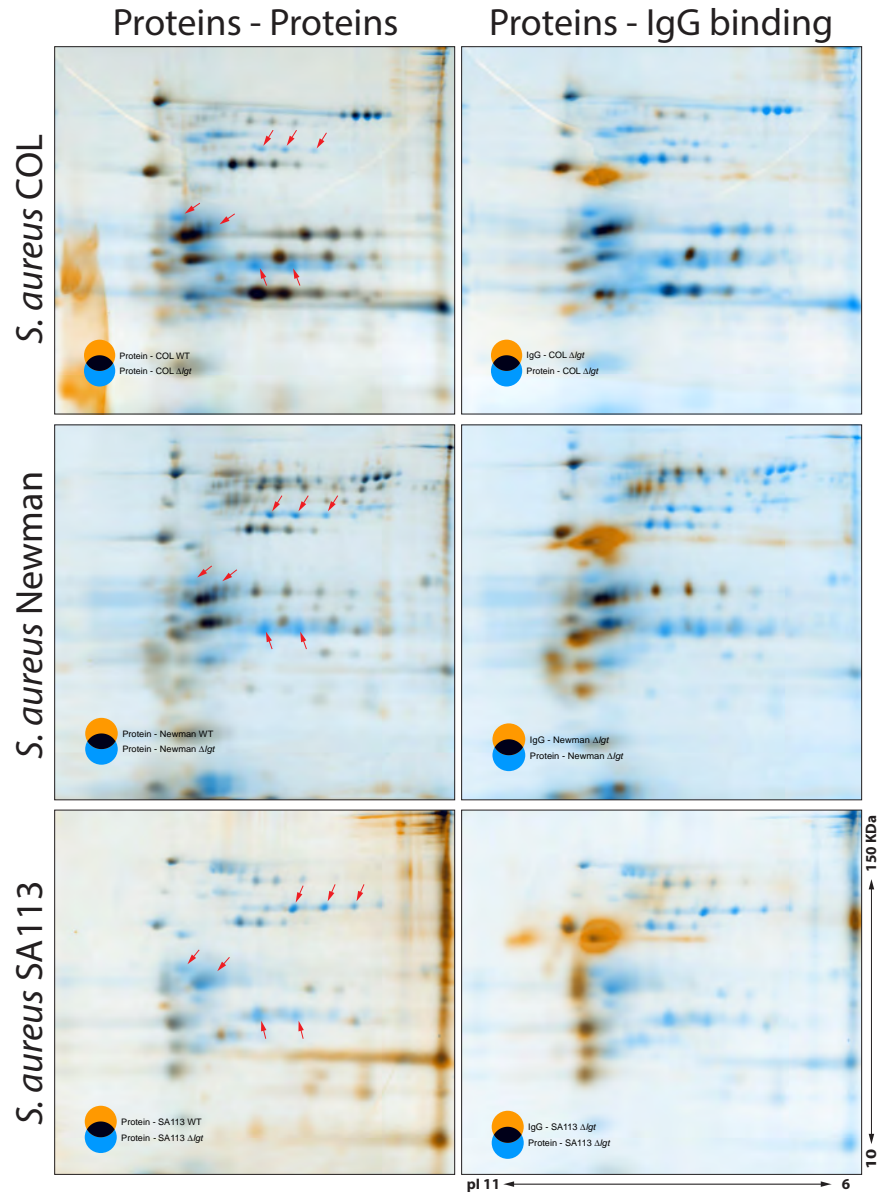 Proteins - Proteins
Proteins - IgG binding
S. aureus COL
Protein - COL WT
Protein - COL Δlgt
IgG - COL Δlgt
Protein - COL Δlgt
S. aureus Newman
Protein - Newman WT
Protein - Newman Δlgt
IgG - Newman Δlgt
Protein - Newman Δlgt
S. aureus SA113
Protein - SA113 WT
Protein - SA113 Δlgt
IgG - SA113 Δlgt
Protein - SA113 Δlgt
150 KDa
10
pI 11
6